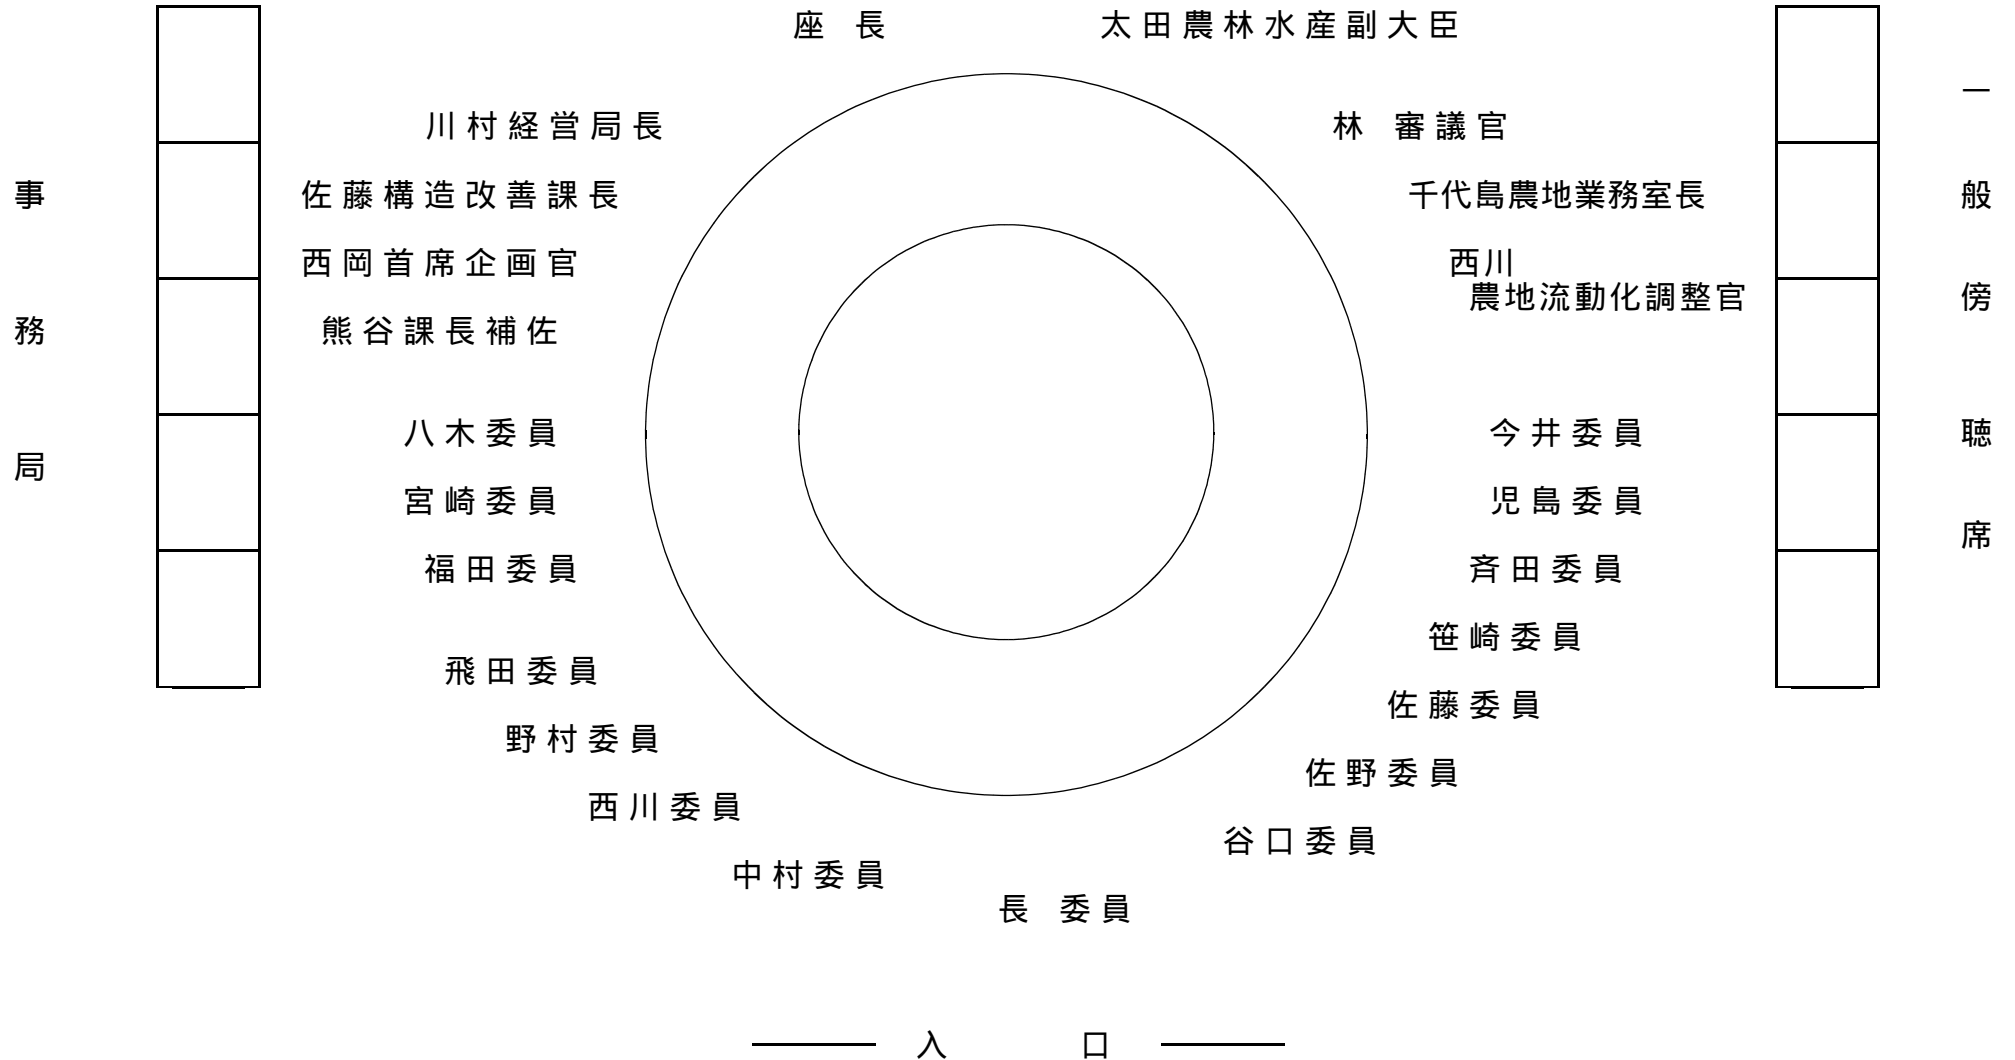 座 長 太田農林水産副大臣
川村経営局長 林 審議官
佐藤構造改善課長 千代島農地業務室長
西岡首席企画官 西川
農地流動化調整官
熊谷課長補佐
八木委員 今井委員
宮崎委員 児島委員
福田委員 斉田委員
笹崎委員
飛田委員
佐藤委員
野村委員
佐野委員
西川委員
谷口委員
中村委員
長 委員
事務局
一般傍聴席
入 口